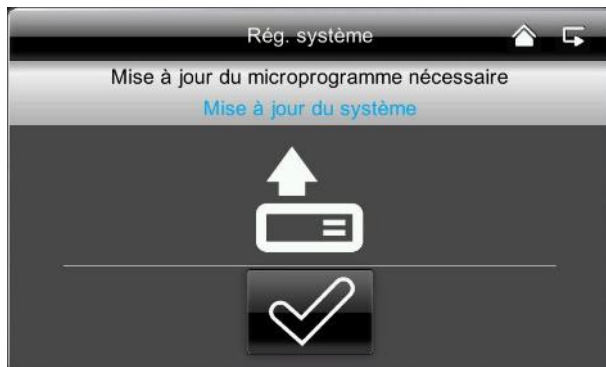 Rég. système
Mise à jour du microprogramme nécessaire
Mise à jour du système